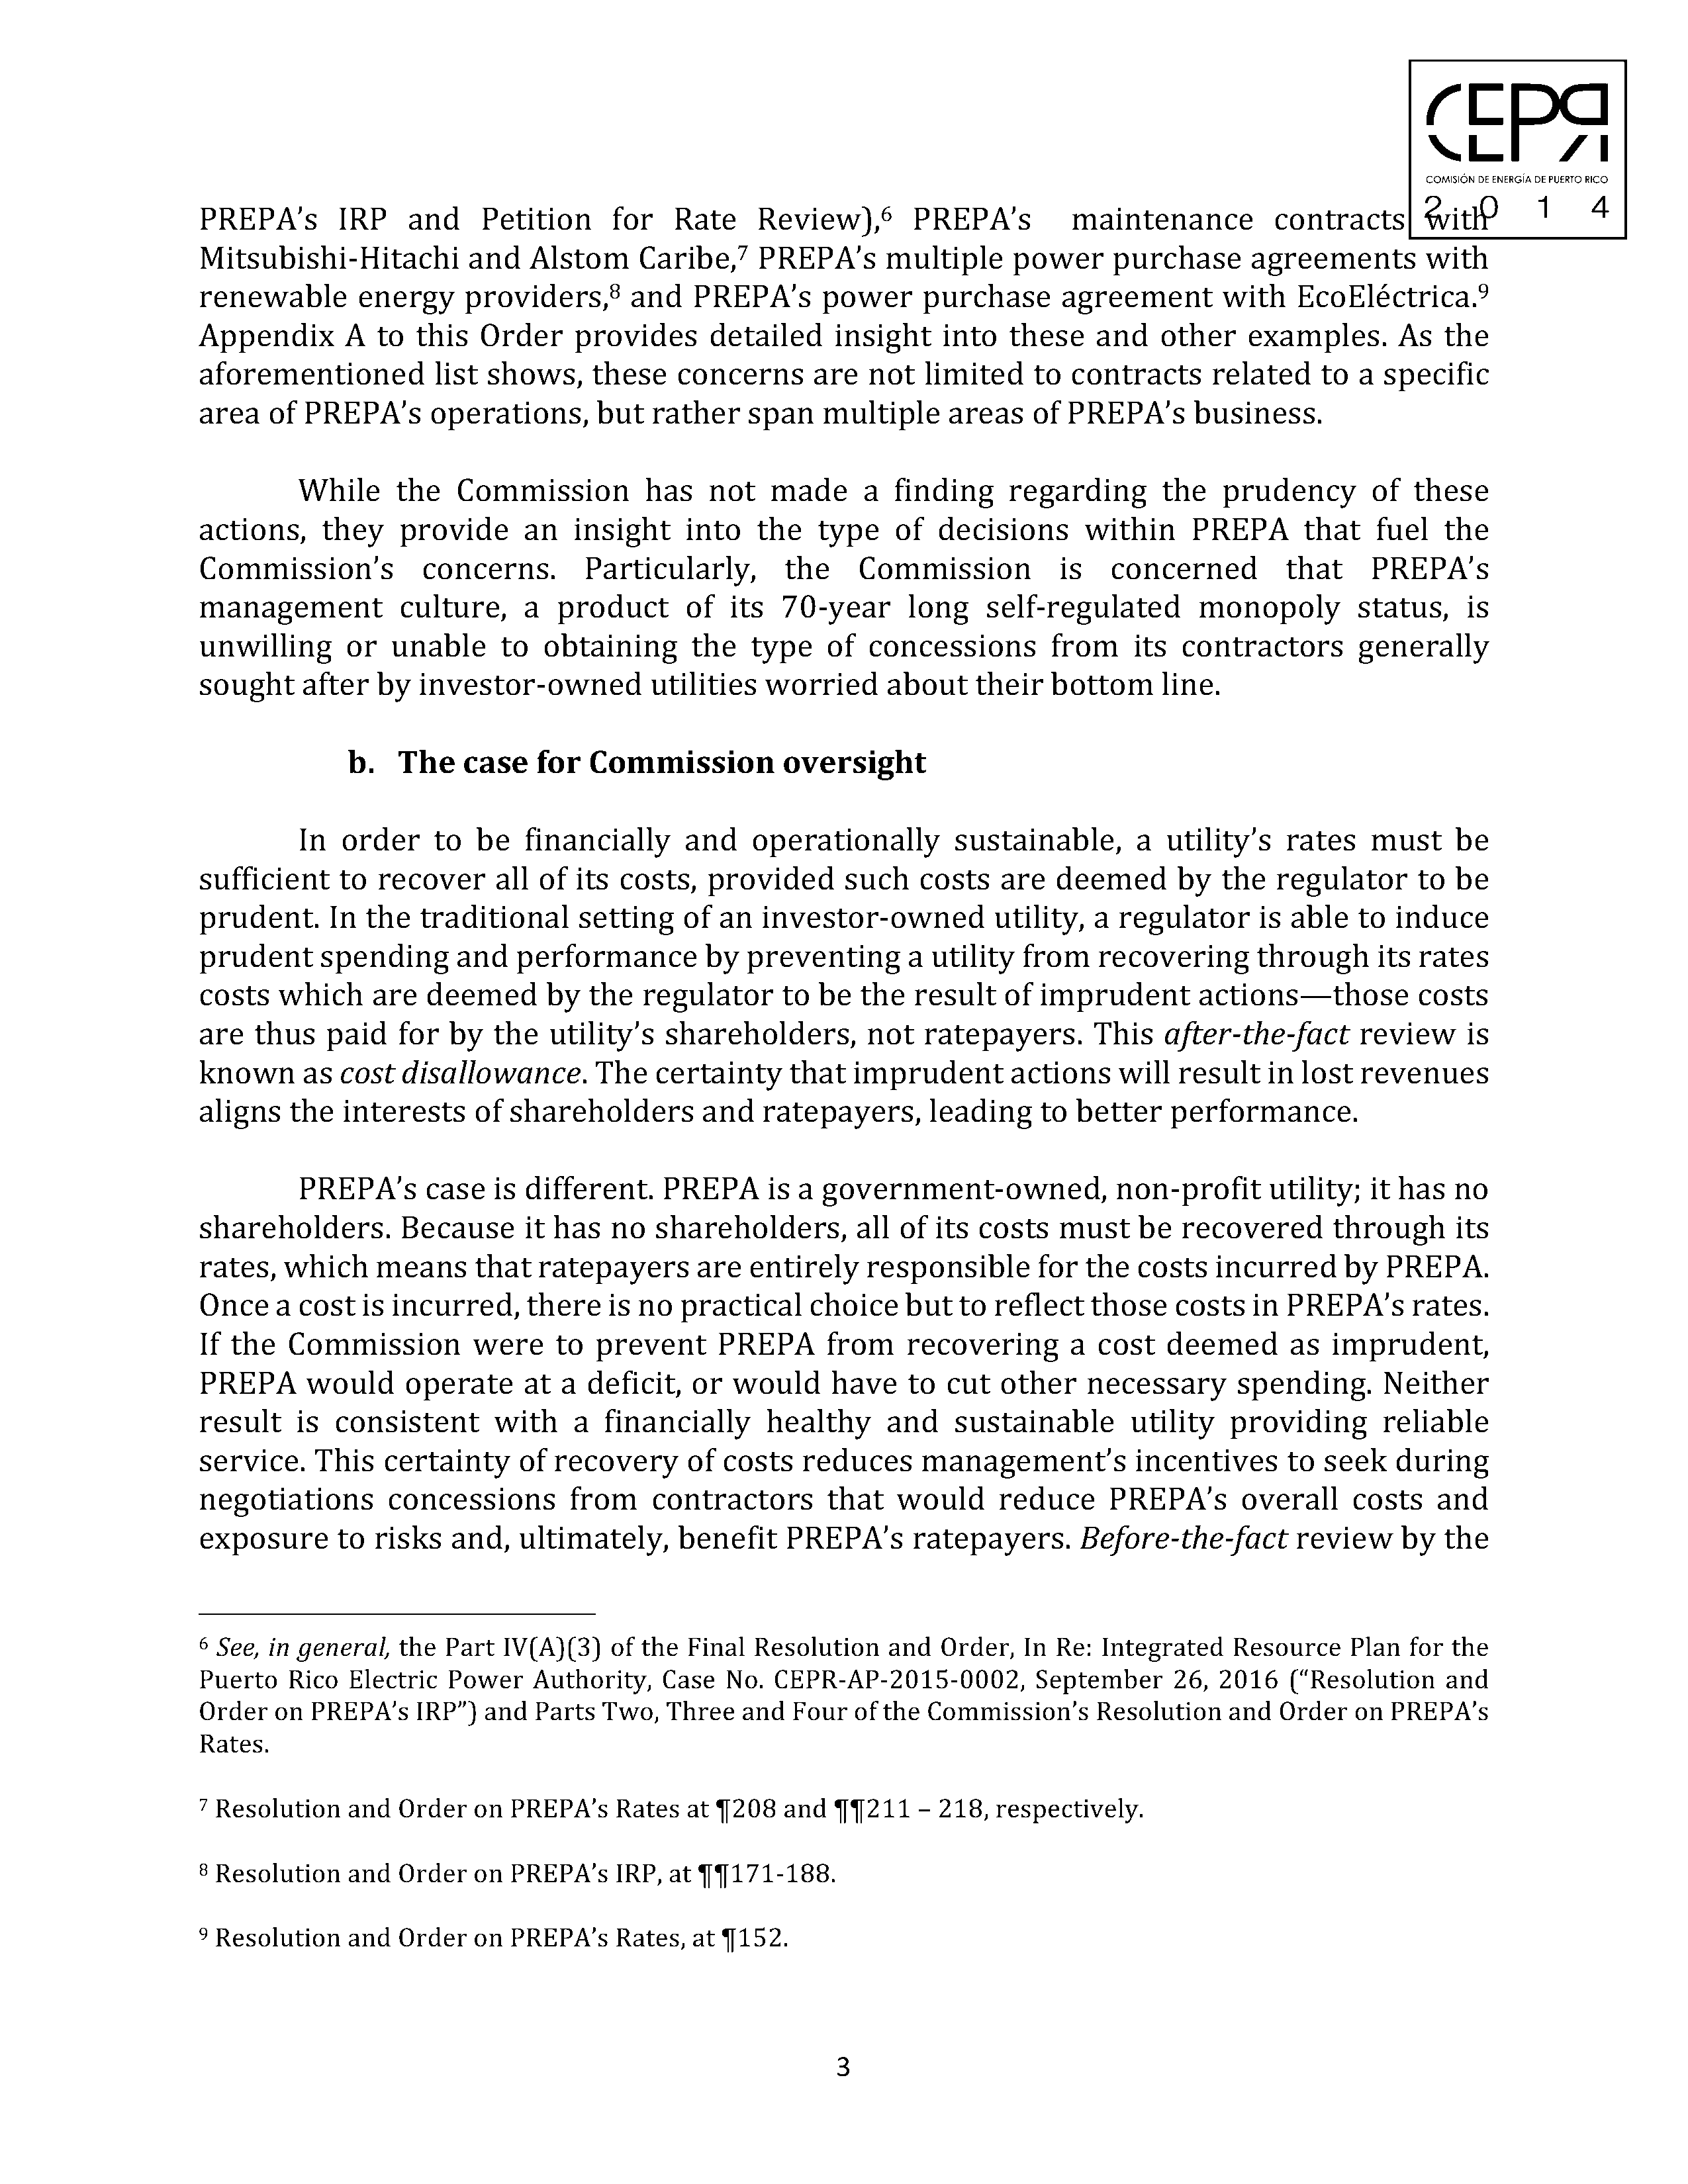 CEPR
COMISIÓN DE ENERGÍA DE PUERTO RICO
2 0 1 4
PREPA’s IRP and Petition for Rate Review),⁶ PREPA’s maintenance contracts with
Mitsubishi-Hitachi and Alstom Caribe,⁷ PREPA’s multiple power purchase agreements with
renewable energy providers,⁸ and PREPA’s power purchase agreement with EcoEléctrica.⁹
Appendix A to this Order provides detailed insight into these and other examples. As the
aforementioned list shows, these concerns are not limited to contracts related to a specific
area of PREPA’s operations, but rather span multiple areas of PREPA’s business.
While the Commission has not made a finding regarding the prudency of these
actions, they provide an insight into the type of decisions within PREPA that fuel the
Commission’s concerns. Particularly, the Commission is concerned that PREPA’s
management culture, a product of its 70-year long self-regulated monopoly status, is
unwilling or unable to obtaining the type of concessions from its contractors generally
sought after by investor-owned utilities worried about their bottom line.
b. The case for Commission oversight
In order to be financially and operationally sustainable, a utility’s rates must be
sufficient to recover all of its costs, provided such costs are deemed by the regulator to be
prudent. In the traditional setting of an investor-owned utility, a regulator is able to induce
prudent spending and performance by preventing a utility from recovering through its rates
costs which are deemed by the regulator to be the result of imprudent actions—those costs
are thus paid for by the utility’s shareholders, not ratepayers. This after-the-fact review is
known as cost disallowance. The certainty that imprudent actions will result in lost revenues
aligns the interests of shareholders and ratepayers, leading to better performance.
PREPA’s case is different. PREPA is a government-owned, non-profit utility; it has no
shareholders. Because it has no shareholders, all of its costs must be recovered through its
rates, which means that ratepayers are entirely responsible for the costs incurred by PREPA.
Once a cost is incurred, there is no practical choice but to reflect those costs in PREPA’s rates.
If the Commission were to prevent PREPA from recovering a cost deemed as imprudent,
PREPA would operate at a deficit, or would have to cut other necessary spending. Neither
result is consistent with a financially healthy and sustainable utility providing reliable
service. This certainty of recovery of costs reduces management’s incentives to seek during
negotiations concessions from contractors that would reduce PREPA’s overall costs and
exposure to risks and, ultimately, benefit PREPA’s ratepayers. Before-the-fact review by the
⁶ See, in general, the Part IV(A)(3) of the Final Resolution and Order, In Re: Integrated Resource Plan for the
Puerto Rico Electric Power Authority, Case No. CEPR-AP-2015-0002, September 26, 2016 (“Resolution and
Order on PREPA’s IRP”) and Parts Two, Three and Four of the Commission’s Resolution and Order on PREPA’s
Rates.
⁷ Resolution and Order on PREPA’s Rates at ¶208 and ¶¶211 – 218, respectively.
⁸ Resolution and Order on PREPA’s IRP, at ¶¶171-188.
⁹ Resolution and Order on PREPA’s Rates, at ¶152.
3